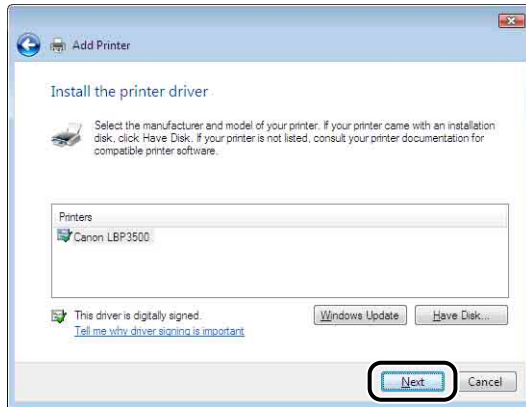 Add Printer
Install the printer driver
Select the manufacturer and model of your printer. If your printer came with an installation
disk, click Have Disk. If your printer is not listed, consult your printer documentation for
compatible printer software.
Printers
Canon LBP3500
This driver is digitally signed.
Tell me why driver signing is important
Windows Update
Have Disk...
Next
Cancel